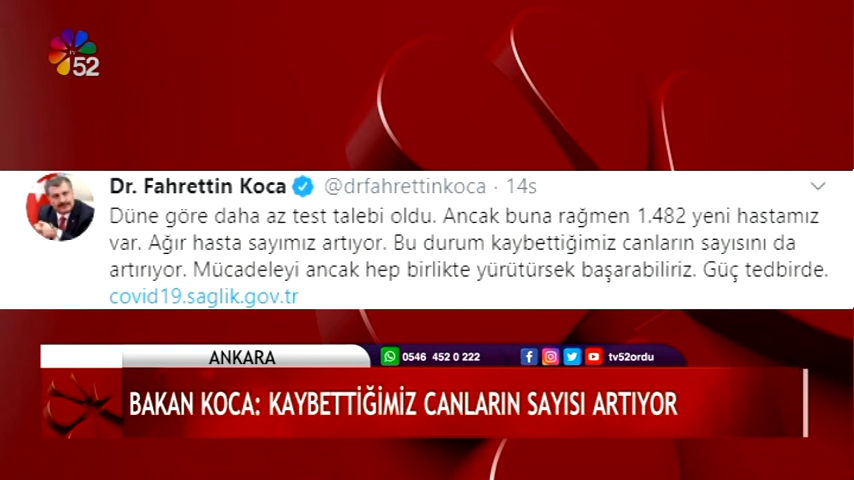 TV
52
Dr. Fahrettin Koca @drfahrettinkoca · 14s
Düne göre daha az test talebi oldu. Ancak buna rağmen 1.482 yeni hastamız
var. Ağır hasta sayımız artıyor. Bu durum kaybettiğimiz canların sayısını da
artırıyor. Mücadeleyi ancak hep birlikte yürütürsek başarabiliriz. Güç tedbirde.
covid19.saglik.gov.tr
ANKARA
0546 452 0 222
tv52ordu
BAKAN KOCA: KAYBETTİĞİMİZ CANLARIN SAYISI ARTIYOR